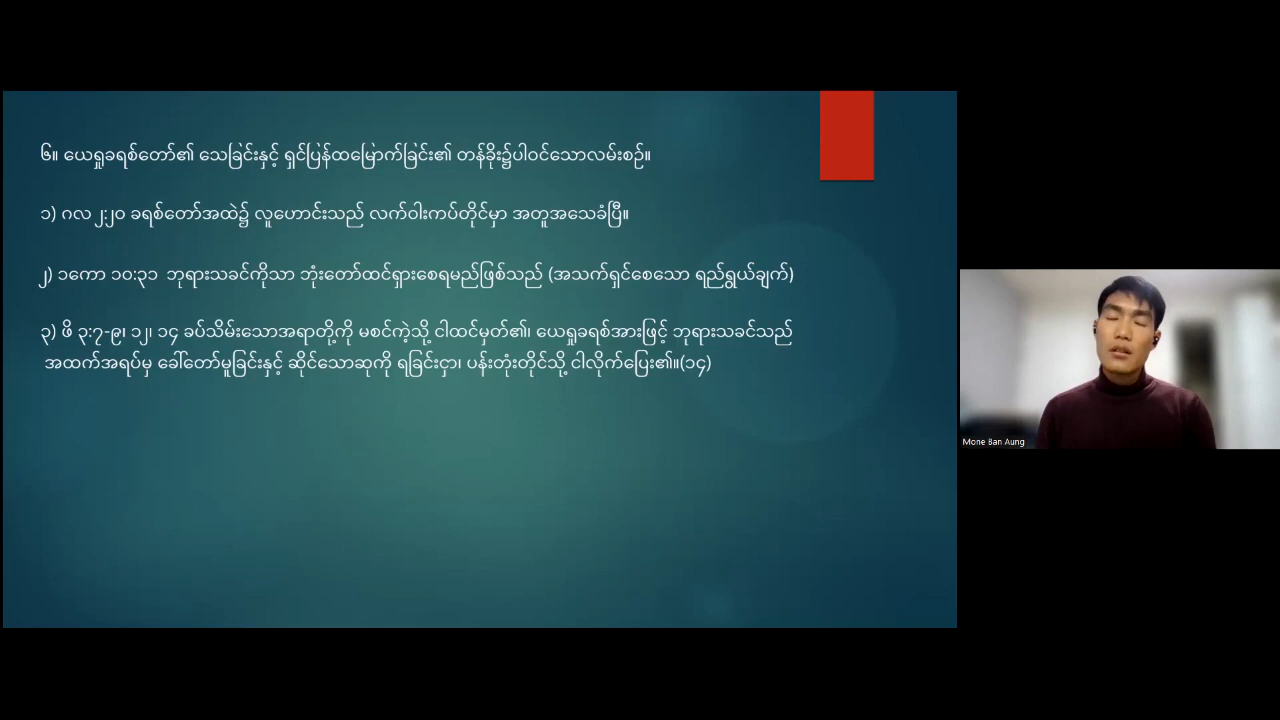 ၆။ ယေရှုခရစ်တော်၏ သေခြင်းနှင့် ရှင်ပြန်ထမြောက်ခြင်း၏ တန်ခိုး၌ပါဝင်သောလမ်းစဉ်။
၁) ဂလ ၂:၂၀ ခရစ်တော်အထဲ၌ လူဟောင်းသည် လက်ဝါးကပ်တိုင်မှာ အတူအသေခံပြီ။
၂) ၁ကော ၁၀:၃၁ ဘုရားသခင်ကိုသာ ဘုံးတော်ထင်ရှားစေရမည်ဖြစ်သည် (အသက်ရှင်စေသော ရည်ရွယ်ချက်)
၃) ဖိ ၃:၇-၉၊ ၁၂၊ ၁၄ ခပ်သိမ်းသောအရာတို့ကို မစင်ကဲ့သို့ ငါထင်မှတ်၏၊ ယေရှုခရစ်အားဖြင့် ဘုရားသခင်သည်
အထက်အရပ်မှ ခေါ်တော်မူခြင်းနှင့် ဆိုင်သောဆုကို ရခြင်းငှာ၊ ပန်းတုံးတိုင်သို့ ငါလိုက်ပြေး၏။(၁၄)
Mone Ban Aung